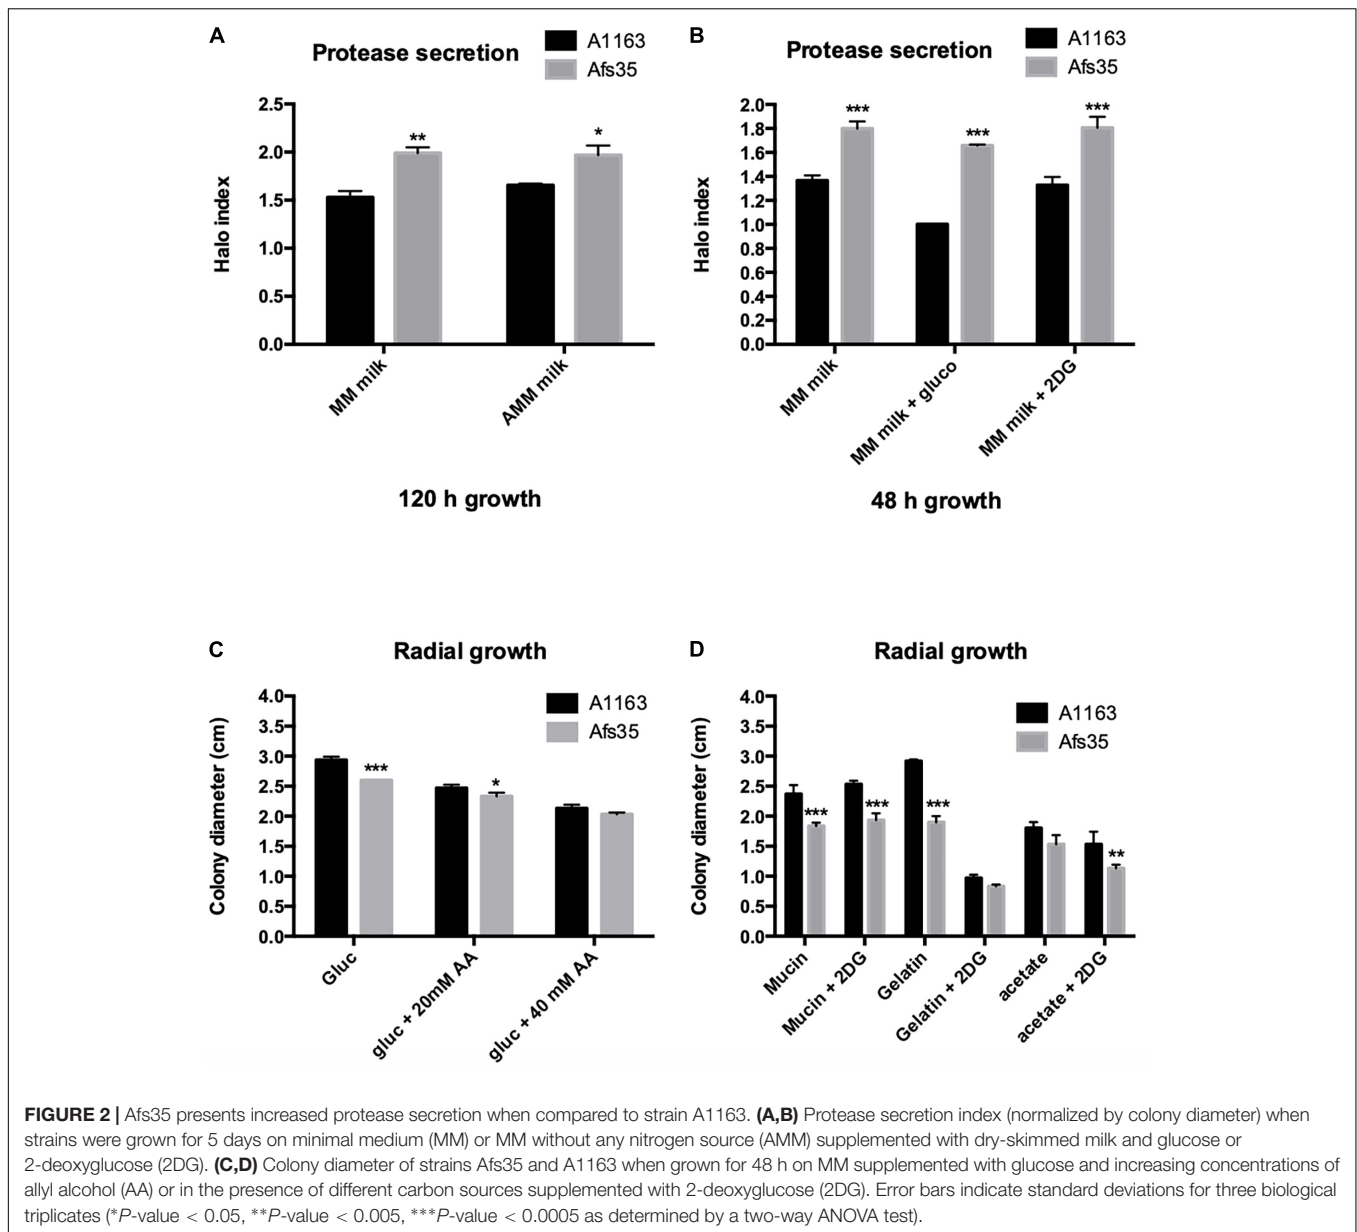 A
Protease secretion
A1163
Afs35
Halo index
2.5
2.0
1.5
1.0
0.5
0.0
**
*
MM milk
AMM milk
120 h growth
B
Protease secretion
A1163
Afs35
Halo index
2.0
1.8
1.6
1.4
1.2
1.0
0.8
0.6
0.4
0.2
0.0
***
***
***
MM milk
MM milk + gluco
MM milk + 2DG
48 h growth
C
Radial growth
A1163
Afs35
Colony diameter (cm)
4.0
3.5
3.0
2.5
2.0
1.5
1.0
0.5
0.0
***
*
Gluc
gluc + 20mM AA
gluc + 40 mM AA
D
Radial growth
A1163
Afs35
Colony diameter (cm)
4.0
3.5
3.0
2.5
2.0
1.5
1.0
0.5
0.0
***
***
***
**
Mucin
Mucin + 2DG
Gelatin
Gelatin + 2DG
acetate
acetate + 2DG
FIGURE 2 | Afs35 presents increased protease secretion when compared to strain A1163. (A,B) Protease secretion index (normalized by colony diameter) when
strains were grown for 5 days on minimal medium (MM) or MM without any nitrogen source (AMM) supplemented with dry-skimmed milk and glucose or
2-deoxyglucose (2DG). (C,D) Colony diameter of strains Afs35 and A1163 when grown for 48 h on MM supplemented with glucose and increasing concentrations of
allyl alcohol (AA) or in the presence of different carbon sources supplemented with 2-deoxyglucose (2DG). Error bars indicate standard deviations for three biological
triplicates (*P-value < 0.05, **P-value < 0.005, ***P-value < 0.0005 as determined by a two-way ANOVA test).